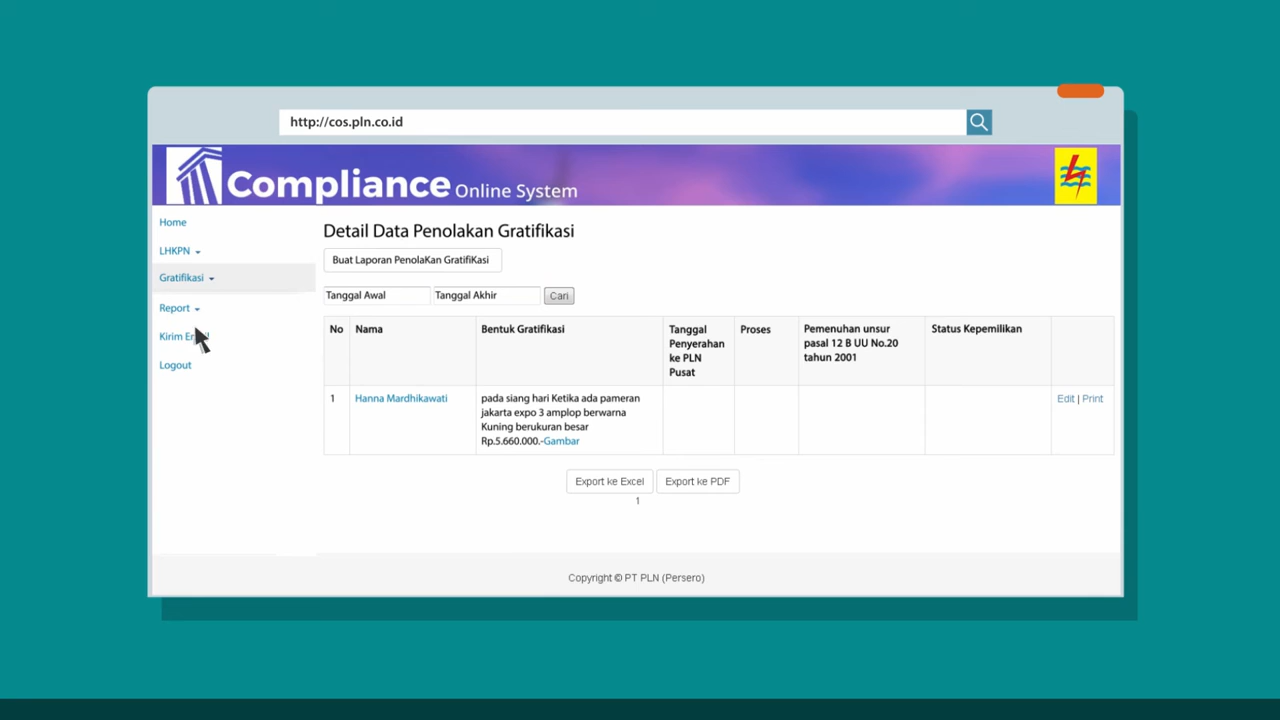 http://cos.pln.co.id
Compliance Online System
Home
LHKPN
Gratifikasi
Report
Kirim
Logout
Detail Data Penolakan Gratifikasi
Buat Laporan PenolaKan GratifiKasi
Tanggal Awal
Tanggal Akhir
Cari
No
Nama
Bentuk Gratifikasi
Tanggal
Penyerahan
ke PLN
Pusat
Proses
Pemenuhan unsur
pasal 12 B UU No.20
tahun 2001
Status Kepemilikan
1
Hanna Mardhikawati
pada siang hari Ketika ada pameran
jakarta expo 3 amplop berwarna
Kuning berukuran besar
Rp.5.660.000.-Gambar
Edit | Print
Export ke Excel
Export ke PDF
1
Copyright © PT PLN (Persero)